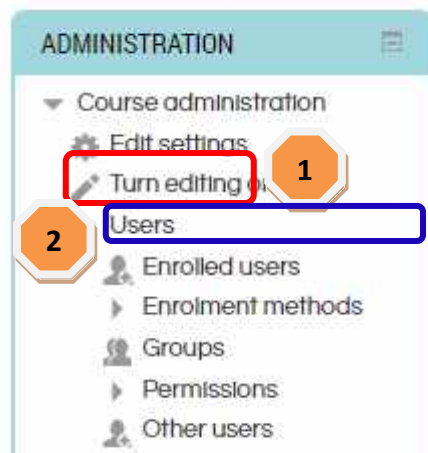 ADMINISTRATION
Course administration
Edit settings
Turn editing
1
2
Users
Enrolled users
Enrolment methods
Groups
Permissions
Other users